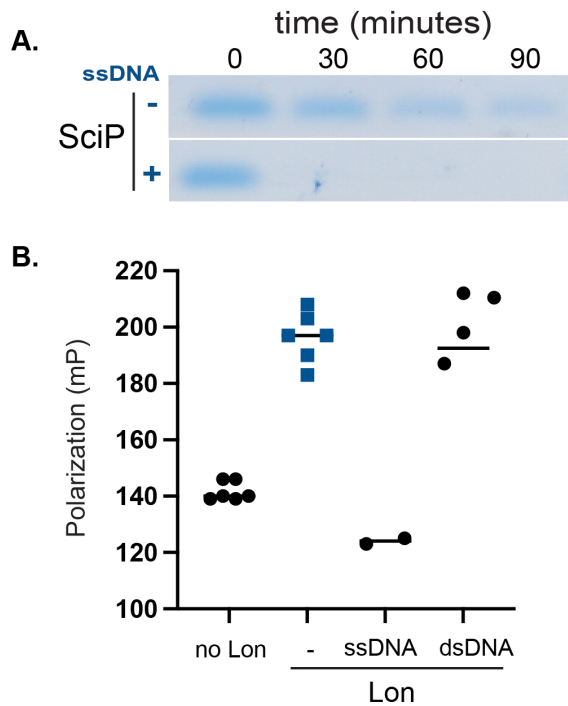 A.
time (minutes)
0 30 60 90
ssDNA
SciP
-
+
B.
Polarization (mP)
220
200
180
160
140
120
100
no Lon - ssDNA dsDNA
Lon